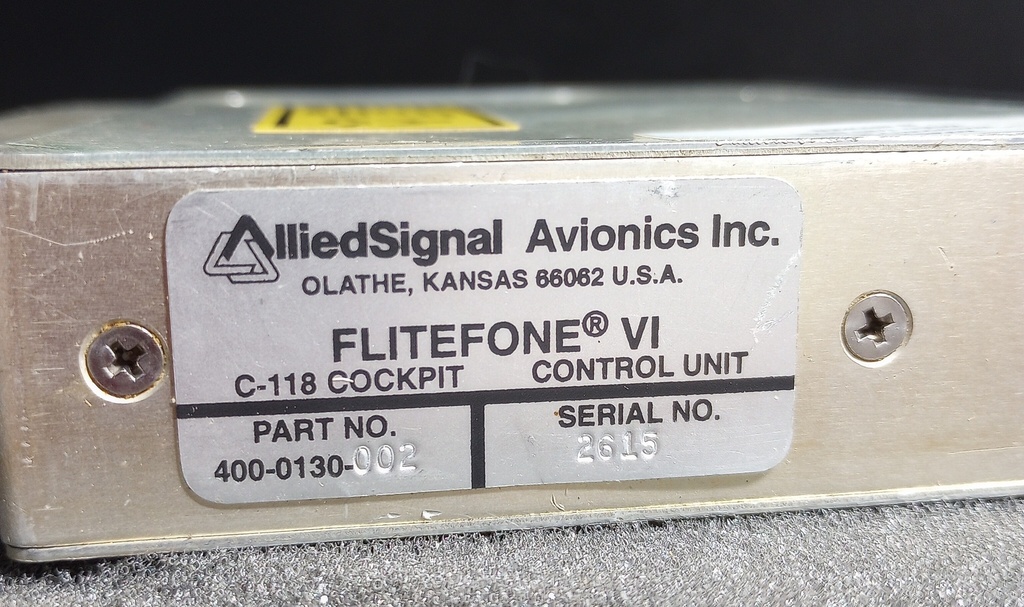 AlliedSignal Avionics Inc.
OLATHE, KANSAS 66062 U.S.A.
FLITEFONE® VI
C-118 COCKPIT CONTROL UNIT
PART NO.
400-0130-002
SERIAL NO.
2615